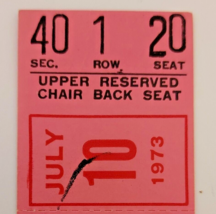 40 1 20
SEC. ROW SEAT
UPPER RESERVED
CHAIR BACK SEAT
JULY
10
1973